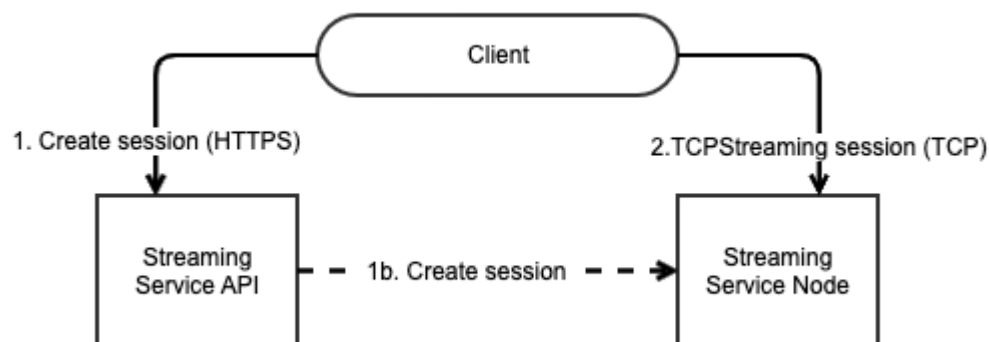 Client
1. Create session (HTTPS)
2.TCPStreaming session (TCP)
Streaming
Service API
1b. Create session
Streaming
Service Node